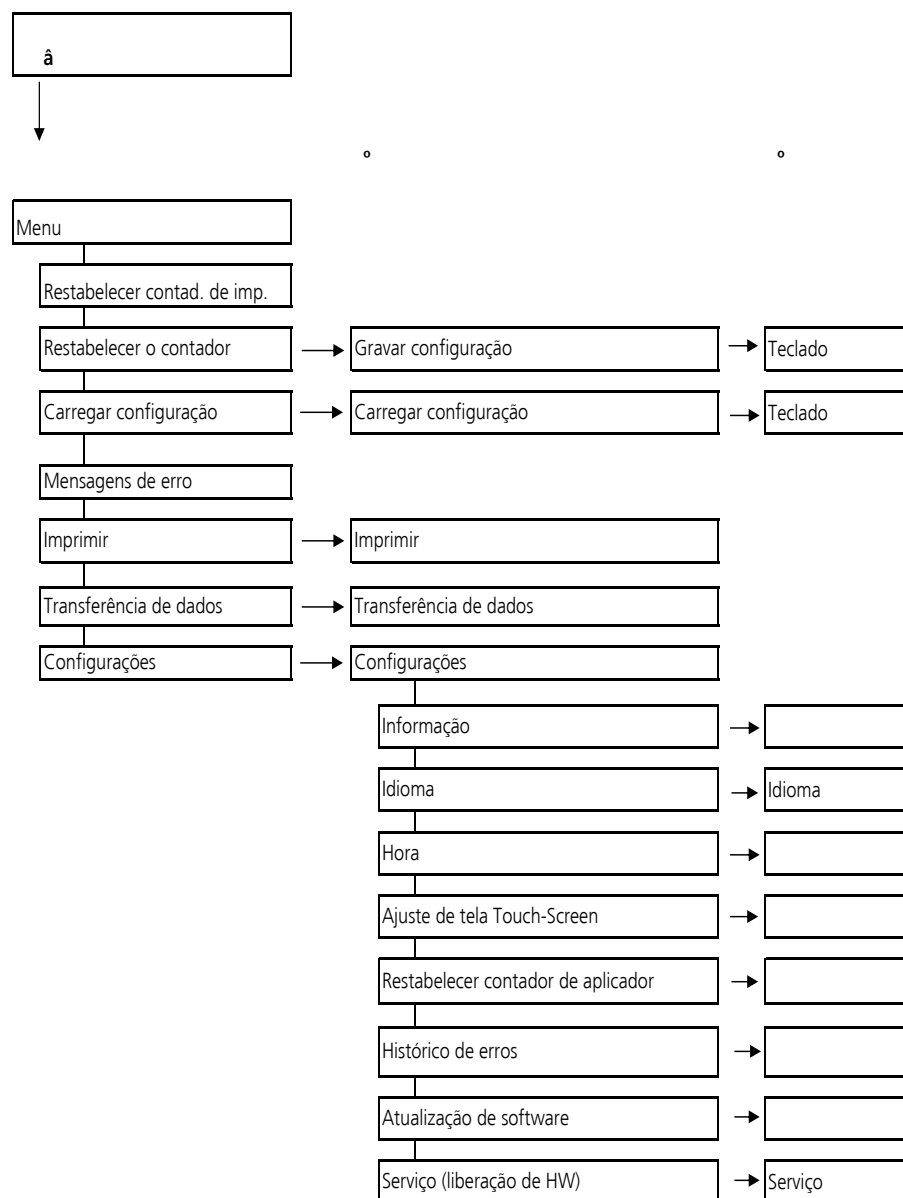 â
º º
Menu
Restabelecer contad. de imp.
Restabelecer o contador Gravar configuração Teclado
Carregar configuração Carregar configuração Teclado
Mensagens de erro
Imprimir Imprimir
Transferência de dados Transferência de dados
Configurações Configurações
Informação
Idioma Idioma
Hora
Ajuste de tela Touch-Screen
Restabelecer contador de aplicador
Histórico de erros
Atualização de software
Serviço (liberação de HW) Serviço